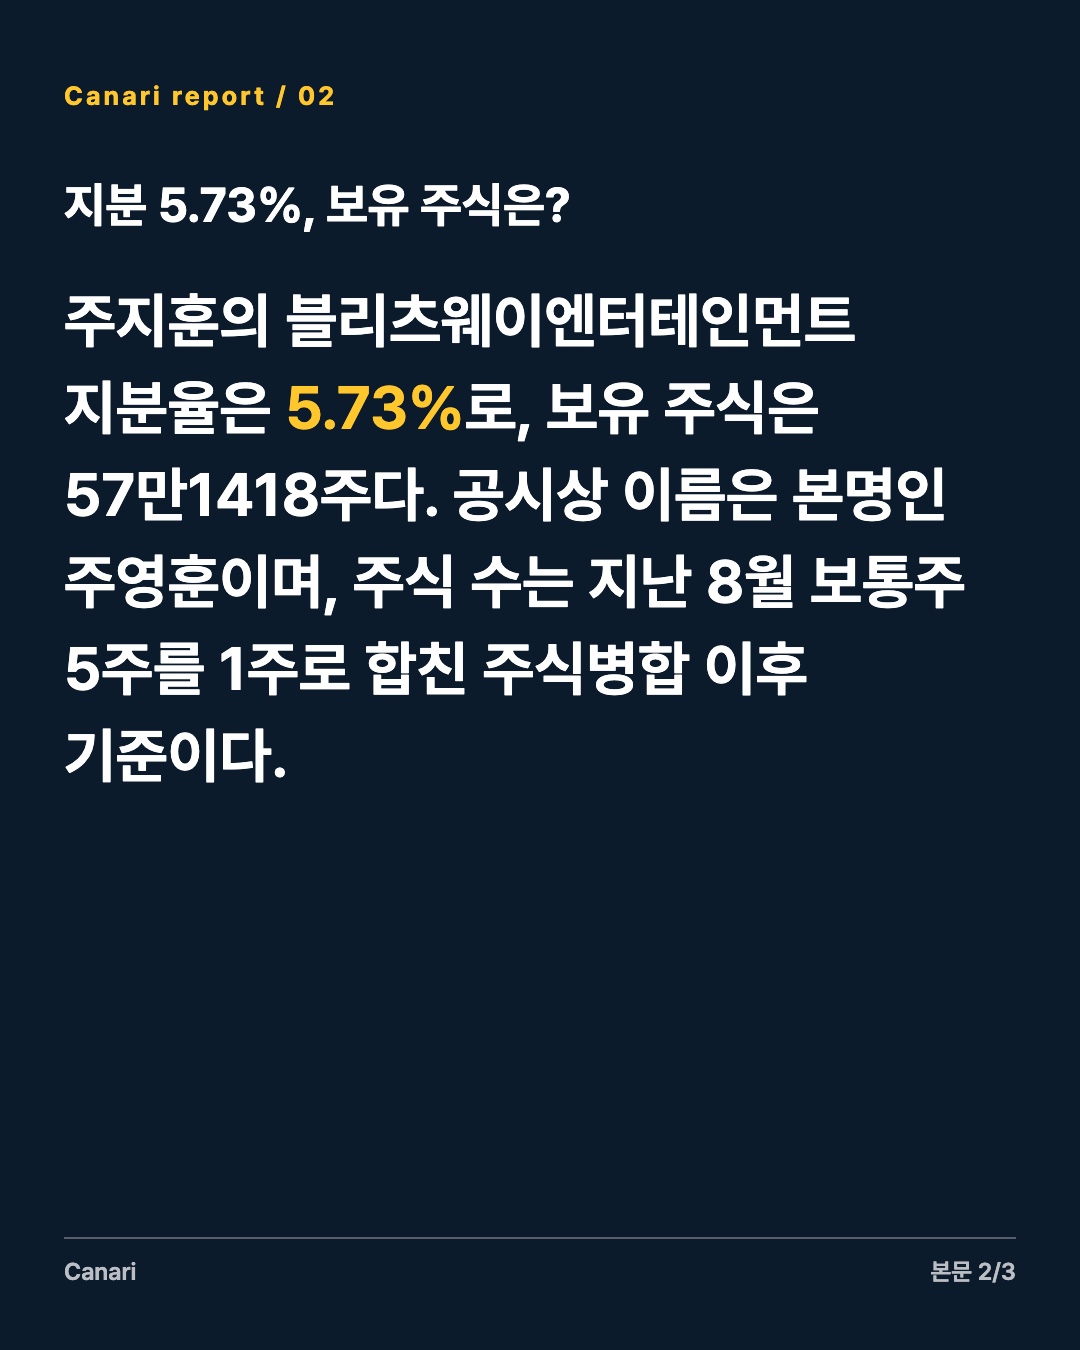 Canari report / 02
지분 5.73%, 보유 주식은?
주지훈의 블리츠웨이엔터테인먼트
지분율은 5.73%로, 보유 주식은
57만1418주다. 공시상 이름은 본명인
주영훈이며, 주식 수는 지난 8월 보통주
5주를 1주로 합친 주식병합 이후
기준이다.
Canari
본문 2/3